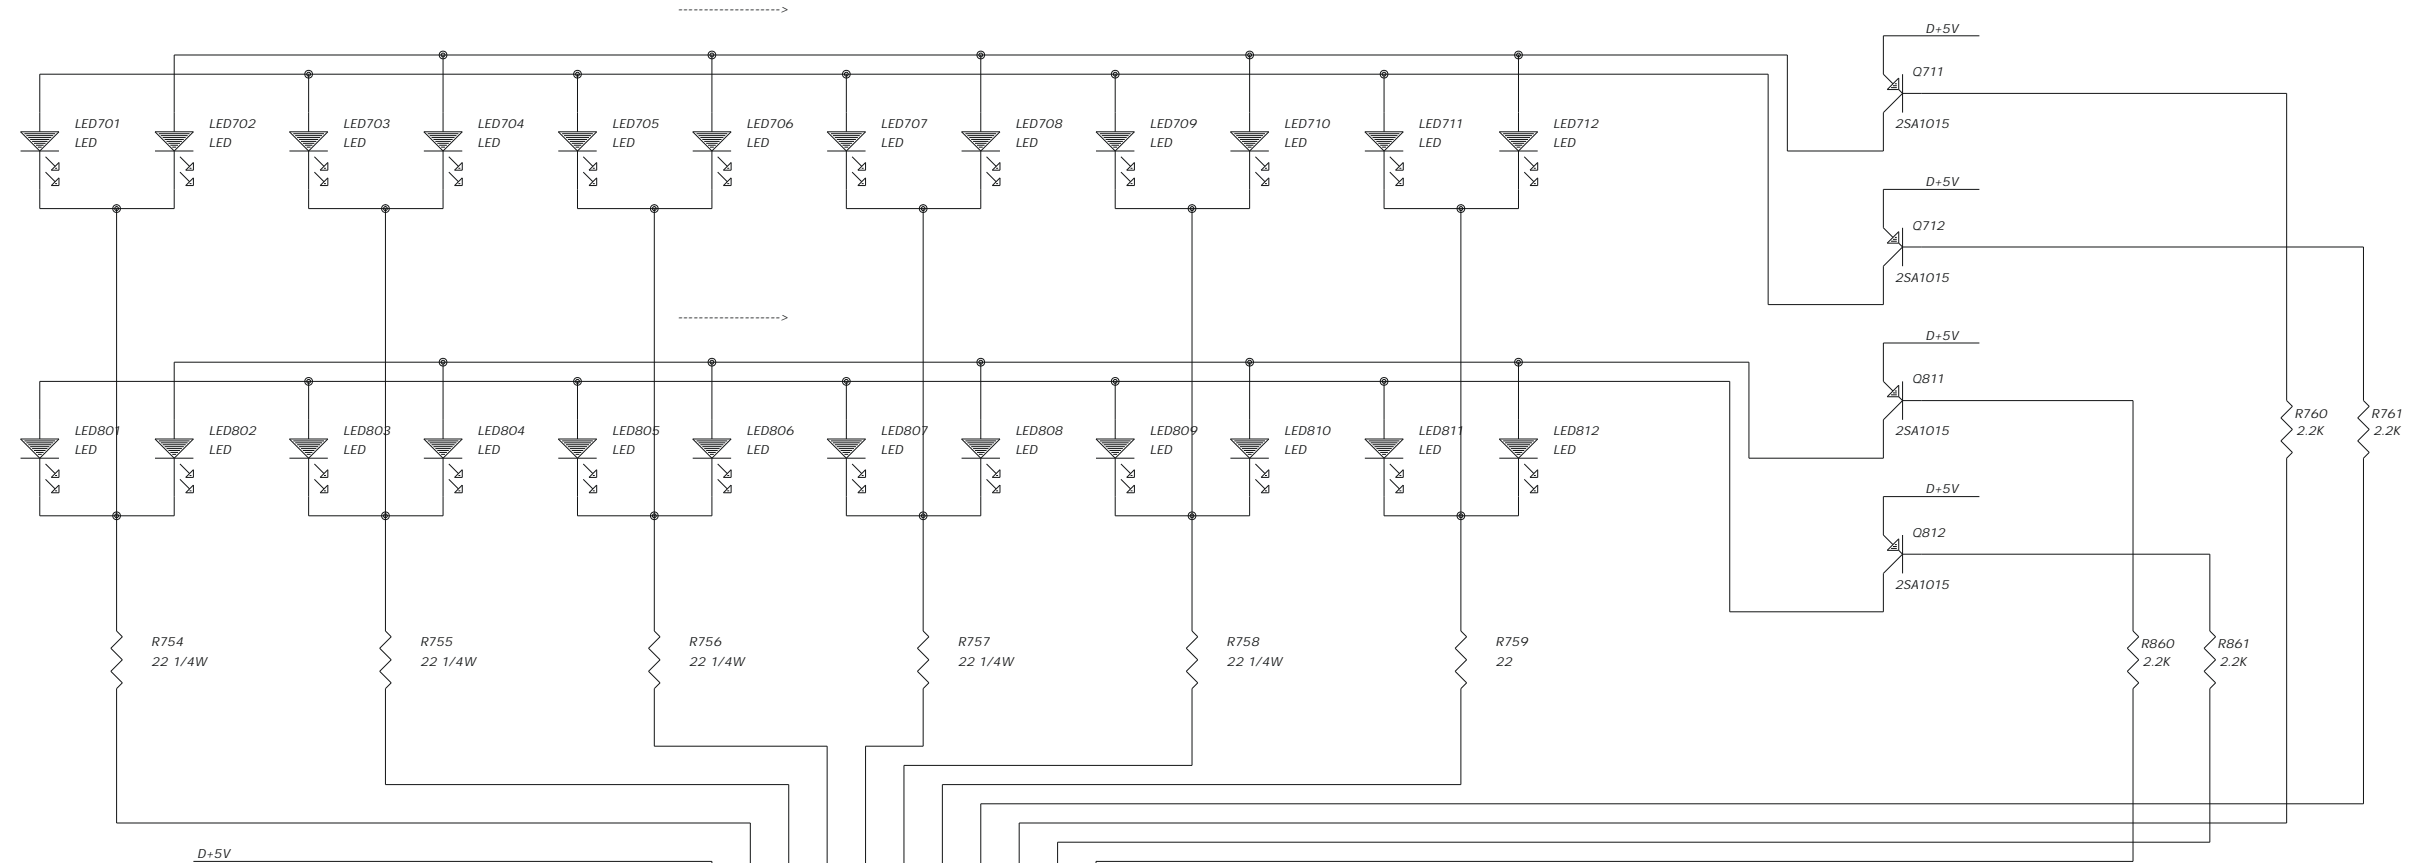 ------------------->
D+5V
Q711
2SA1015
LED701
LED
LED702
LED
LED703
LED
LED704
LED
LED705
LED
LED706
LED
LED707
LED
LED708
LED
LED709
LED
LED710
LED
LED711
LED
LED712
LED
D+5V
Q712
2SA1015
------------------->
D+5V
Q811
2SA1015
R760
2.2K
R761
2.2K
LED801
LED
LED802
LED
LED803
LED
LED804
LED
LED805
LED
LED806
LED
LED807
LED
LED808
LED
LED809
LED
LED810
LED
LED811
LED
LED812
LED
D+5V
Q812
2SA1015
R754
22 1/4W
R755
22 1/4W
R756
22 1/4W
R757
22 1/4W
R758
22 1/4W
R759
22
R860
2.2K
R861
2.2K
D+5V